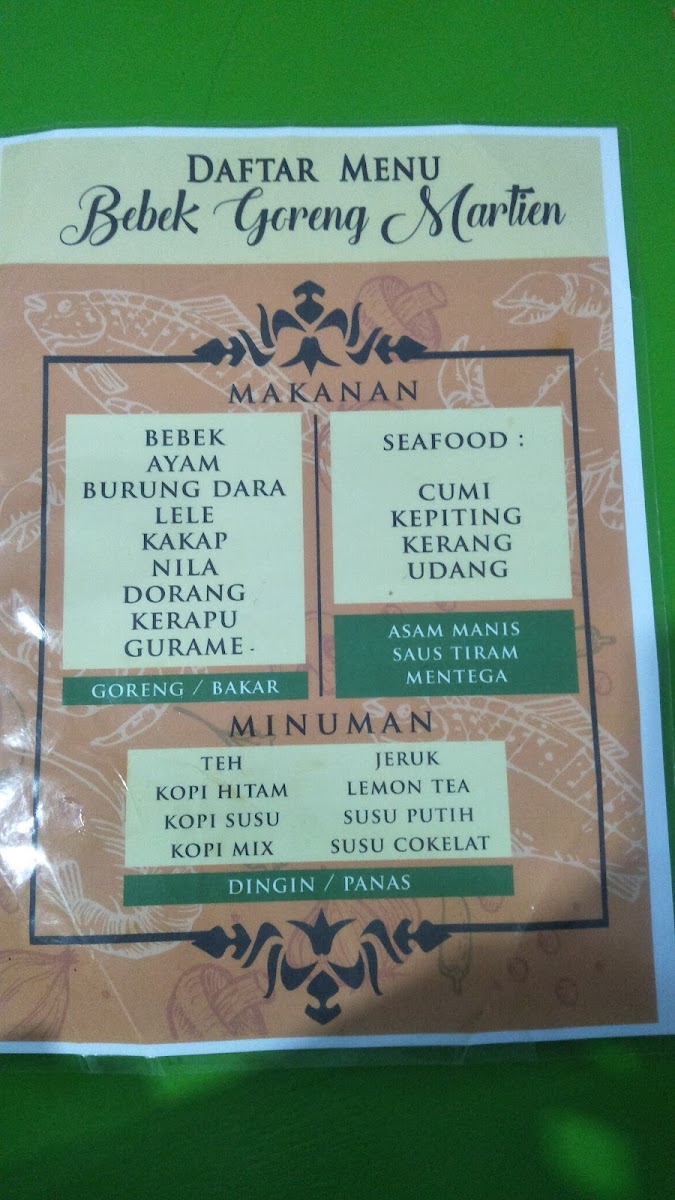 DAFTAR MENU
Bebek Goreng Martien
MAKANAN
BEBEK
AYAM
BURUNG DARA
LELE
KAKAP
NILA
DORANG
KERAPU
GURAME
GORENG / BAKAR
SEAFOOD :
CUMI
KEPITING
KERANG
UDANG
ASAM MANIS
SAUS TIRAM
MENTEGA
MINUMAN
TEH
KOPI HITAM
KOPI SUSU
KOPI MIX
JERUK
LEMON TEA
SUSU PUTIH
SUSU COKELAT
DINGIN / PANAS